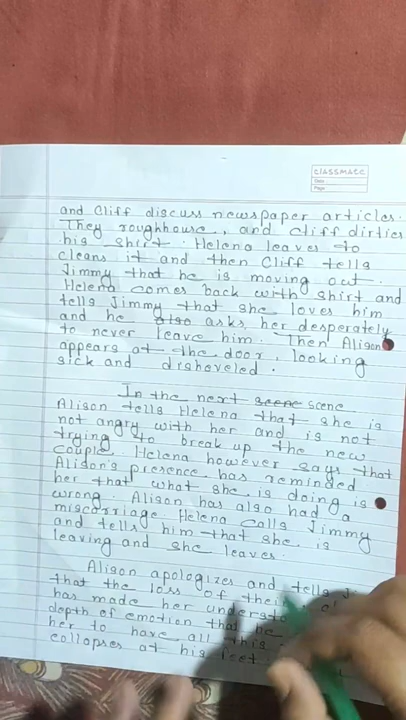 CLASSMATE
Date
Page
and Cliff discuss newspaper articles.
They roughhouse, and cliff dirties
his shirt. Helena leaves to
cleans it and then Cliff tells
Jimmy that he is moving out.
Helena comes back with shirt and
tells Jimmy that she loves him
and he also asks her desperately
to never leave him. Then Alison
appears at the door, looking
sick and disheveled.
In the next scene scene
Alison tells Helena that she is
not angry with her and is not
trying to break up the new
couple. Helena however says that
Alison's presence has reminded
her that what she is doing is
wrong. Alison has also had a
miscarriage. Helena calls Jimmy
and tells him that she is
leaving and she leaves.
Alison apologizes and tells
that the loss of their
has made her
depth of emotion that he
her to have all this
collapses at his feet